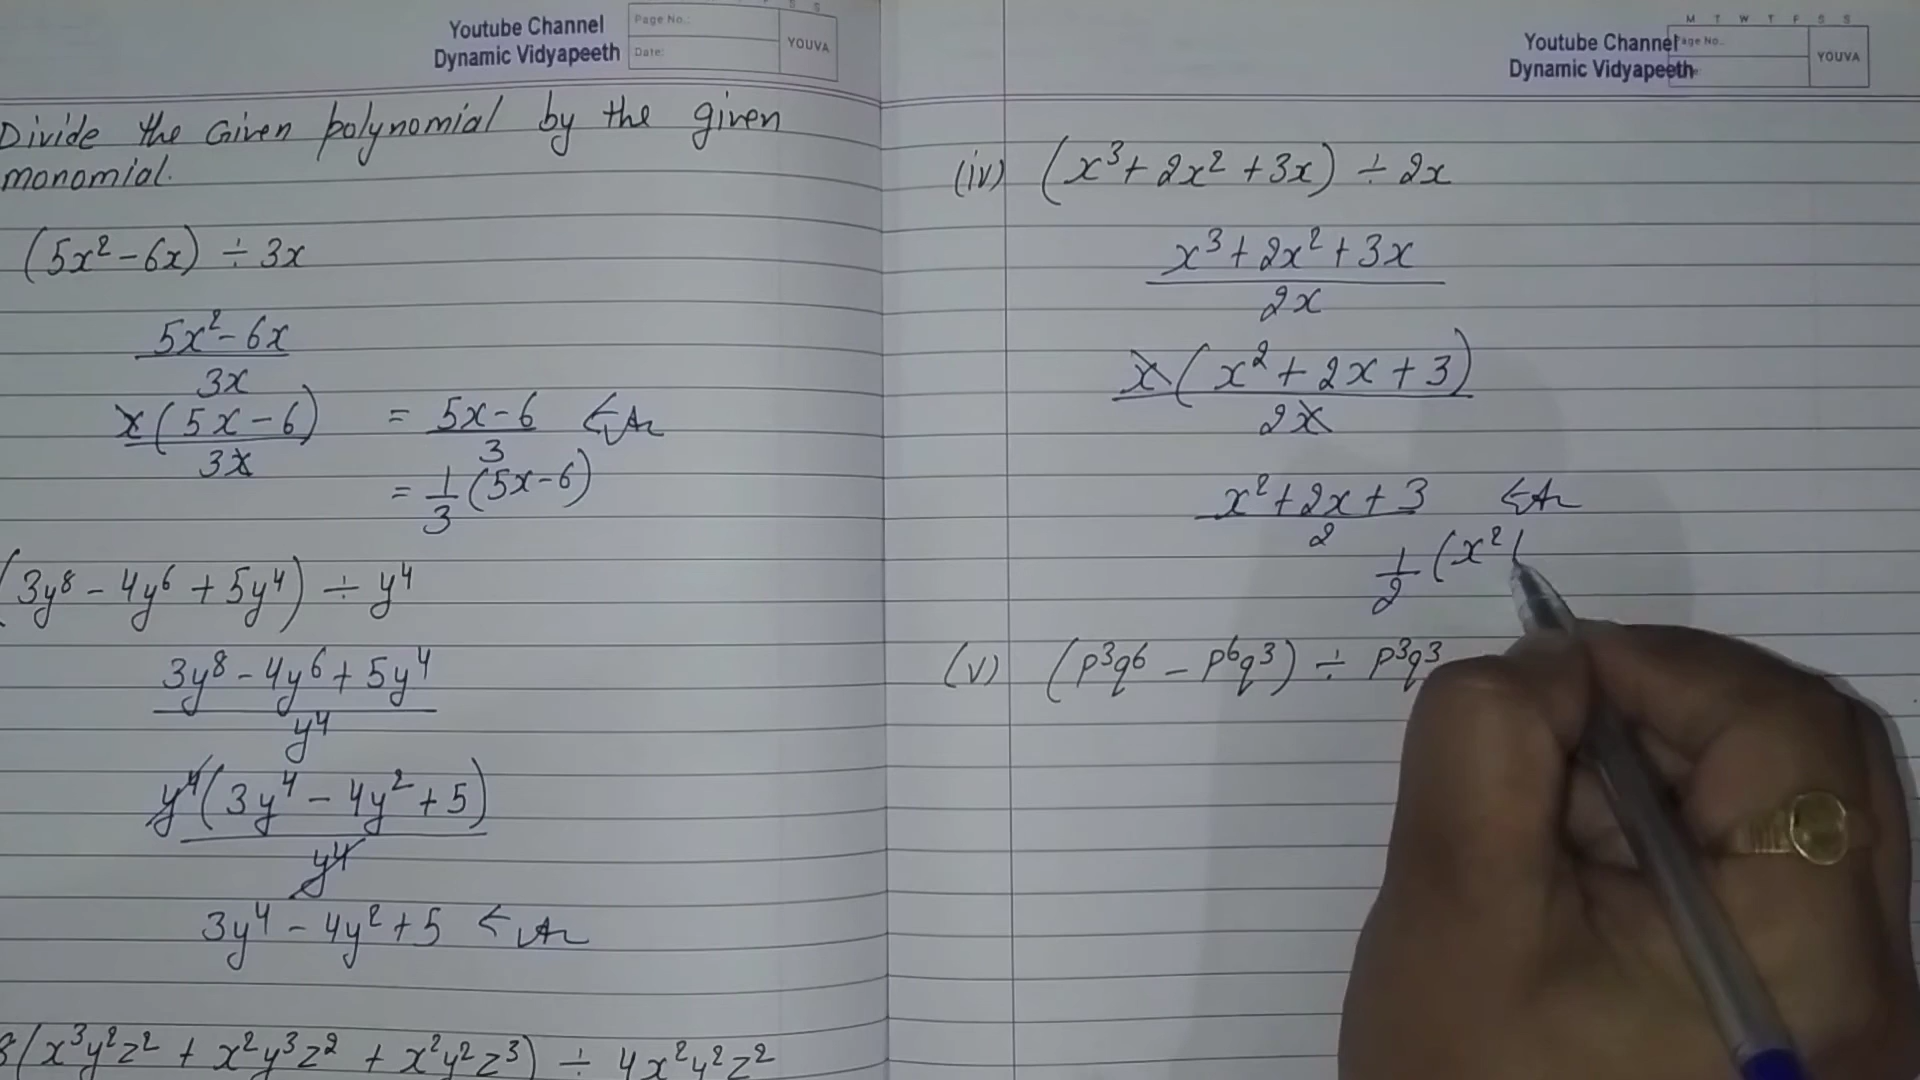 Youtube Channel
Dynamic Vidyapeeth
Page No.:
Date:
YOUVA
Divide the Given polynomial by the given
monomial.
(5x² - 6x) ÷ 3x
5x² - 6x
3x
x(5x - 6)
3x
= 5x - 6
3
= 1/3 (5x - 6)
(3y⁸ - 4y⁶ + 5y⁴) ÷ y⁴
3y⁸ - 4y⁶ + 5y⁴
y⁴
y⁴(3y⁴ - 4y² + 5)
y⁴
3y⁴ - 4y² + 5
8(x³y²z² + x²y³z² + x²y²z³) ÷ 4x²y²z²
M T W T F S S
Youtube Channel
Dynamic Vidyapeeth
Page No.
YOUVA
(iv) (x³ + 2x² + 3x) ÷ 2x
x³ + 2x² + 3x
2x
x(x² + 2x + 3)
2x
x² + 2x + 3
2
1/2 (x²
(v) (p³q⁶ - p⁶q³) ÷ p³q³